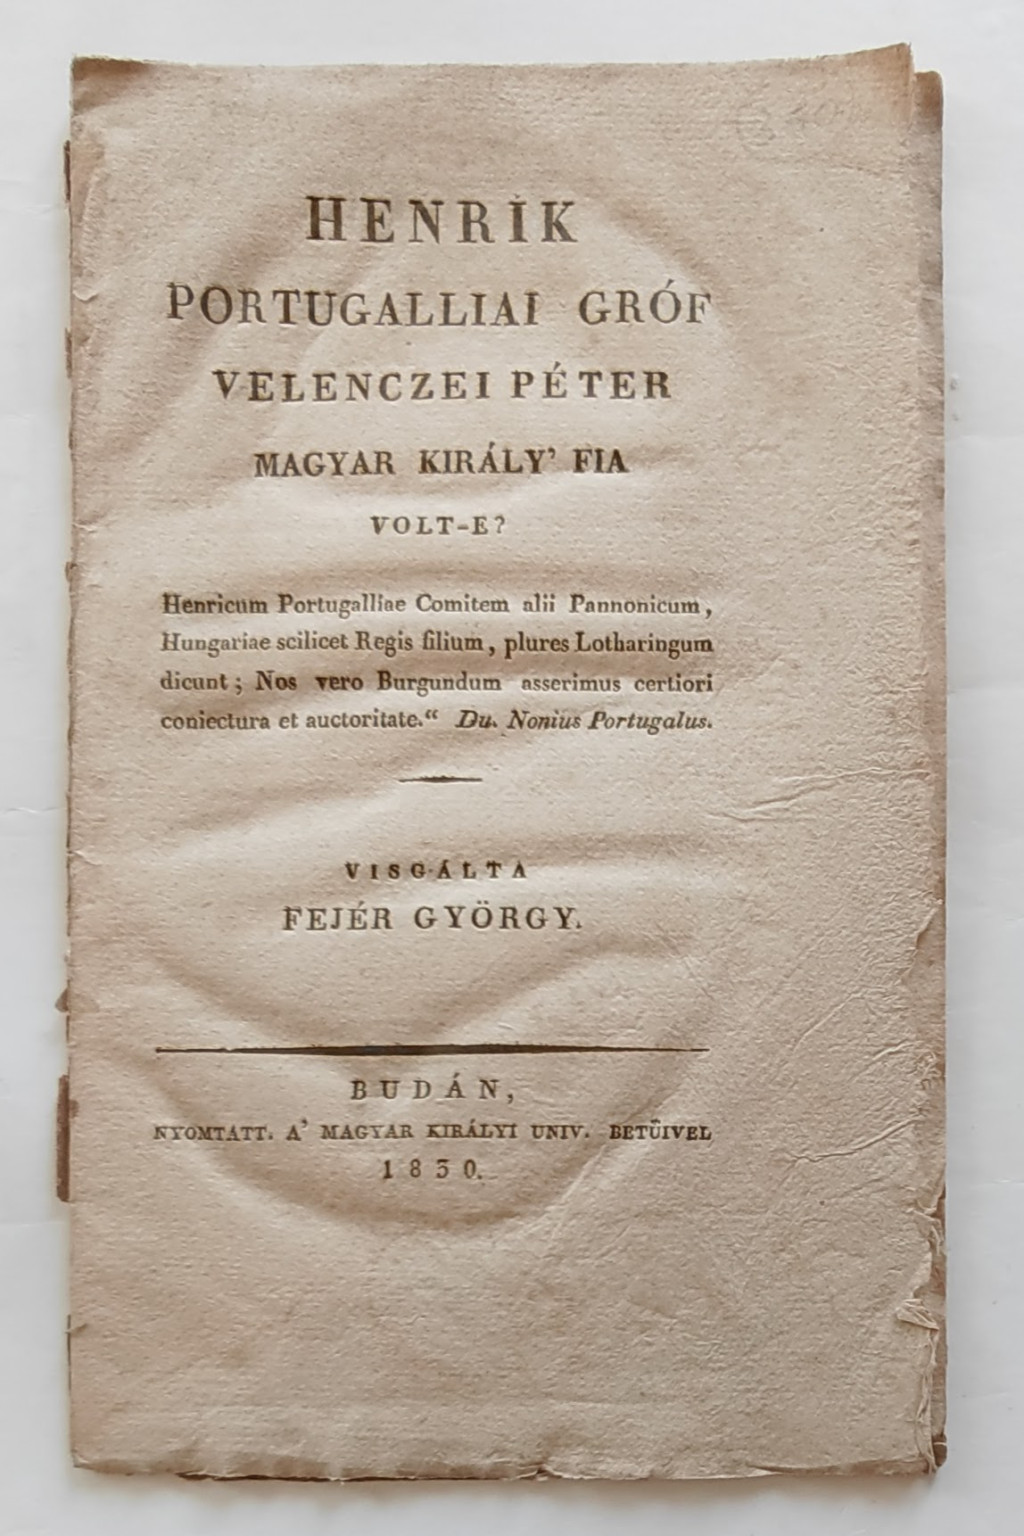 HENRIK
PORTUGALLIAI GRÓF
VELENCZEI PÉTER
MAGYAR KIRÁLY' FIA
VOLT-E?
Henricum Portugalliae Comitem alii Pannonicum,
Hungariae scilicet Regis filium, plures Lotharingum
dicunt; Nos vero Burgundum asserimus certiori
coniectura et auctoritate.“ Du. Nonius Portugalus.
VISGÁLTA
FEJÉR GYÖRGY.
BUDÁN,
NYOMTATT. A' MAGYAR KIRÁLYI UNIV. BETŰIVEL
1830.